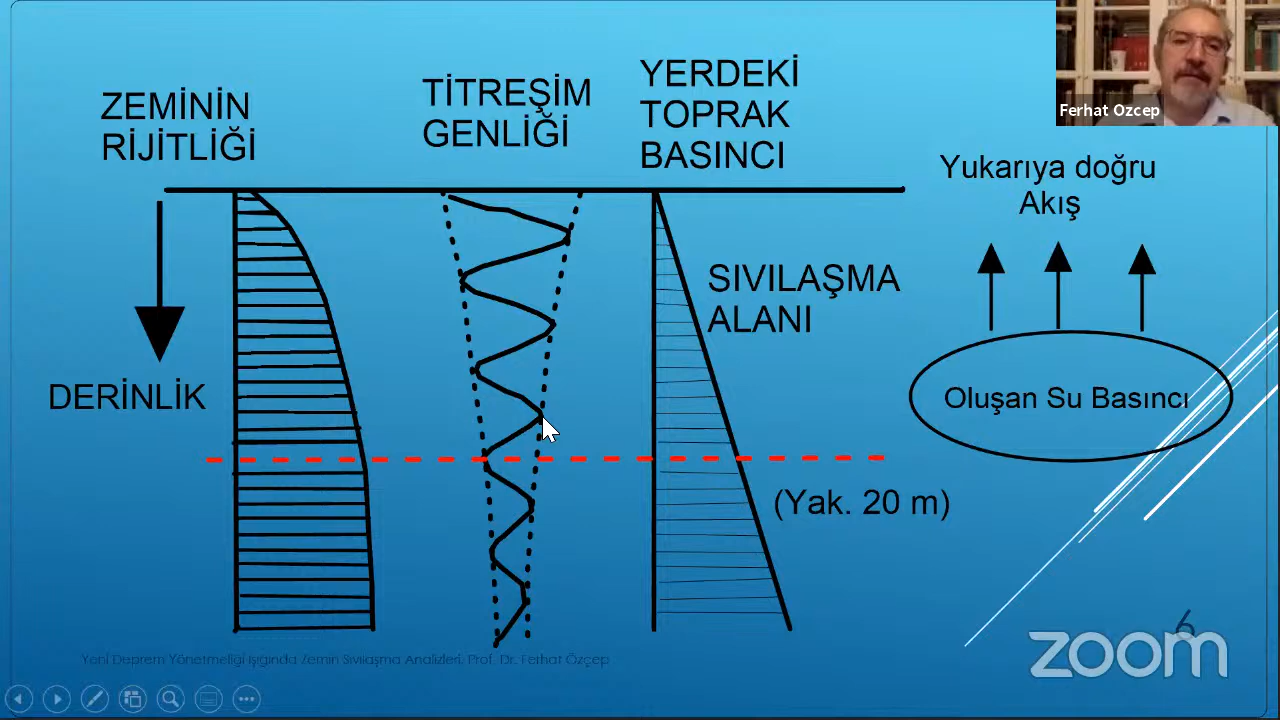 ZEMİNİN
RİJİTLİĞİ
TİTREŞİM
GENLİĞİ
YERDEKİ
TOPRAK
BASINCI
Ferhat Ozcep
Yukarıya doğru
Akış
SIVILAŞMA
ALANI
DERİNLİK
Oluşan Su Basıncı
(Yak. 20 m)
6
zoom
Yeni Deprem Yönetmeliği Işığında Zemin Sıvılaşma Analizleri, Prof. Dr. Ferhat Özçep